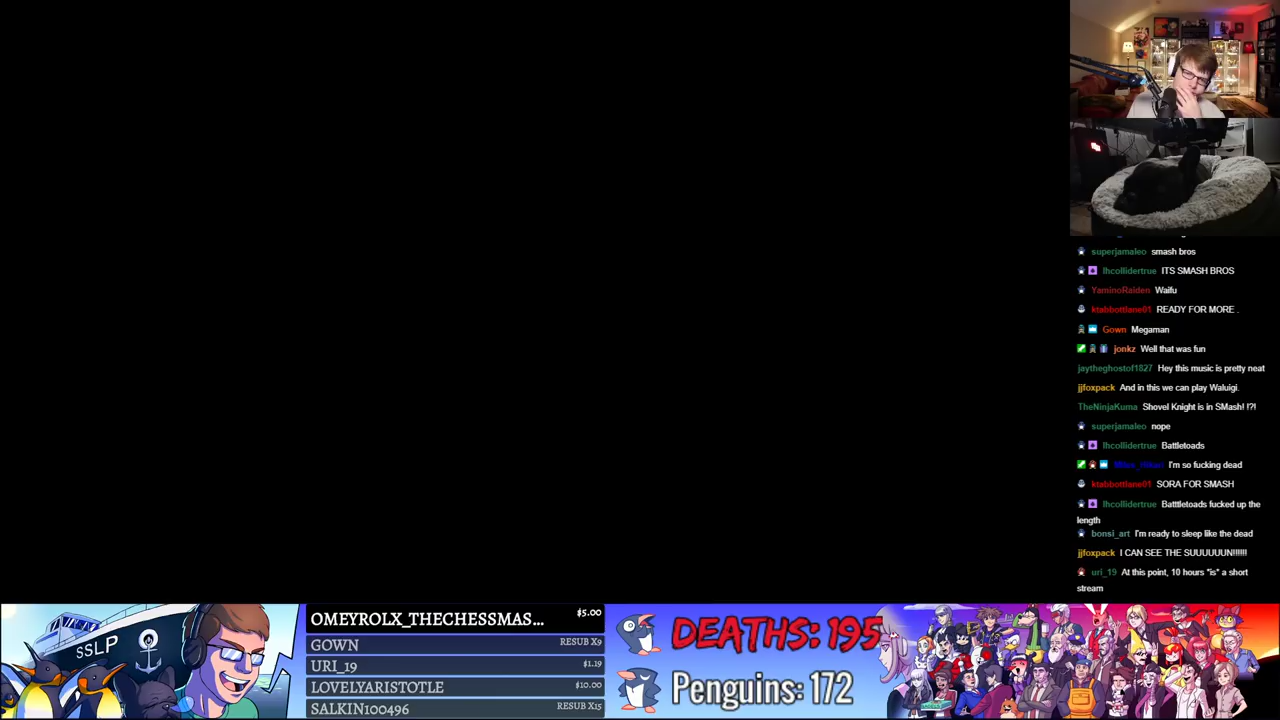 superjamaleo smash bros
lhcollidertrue ITS SMASH BROS
YaminoRaiden Waifu
ktabbottlane01 READY FOR MORE .
Gown Megaman
jonkz Well that was fun
jaytheghostof1827 Hey this music is pretty neat
jjfoxpack And in this we can play Waluigi.
TheNinjaKuma Shovel Knight is in SMash! !?!
superjamaleo nope
lhcollidertrue Battletoads
I'm so fucking dead
ktabbottlane01 SORA FOR SMASH
lhcollidertrue Batttletoads fucked up the
length
bonsi_art I'm ready to sleep like the dead
jjfoxpack I CAN SEE THE SUUUUUUN!!!!!!!
uri_19 At this point, 10 hours *is* a short
stream
SSLP
OMEYROLX_THECHESSMAS... $5.00
GOWN RESUB X9
URI_19 $1.19
LOVELYARISTOTLE $10.00
SALKIN100496 RESUB X15
DEATHS: 195
Penguins: 172